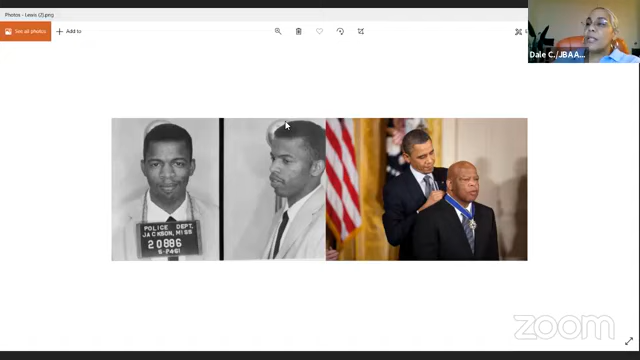 Photos - Lewis (2).png
See all photos
Add to
Dale C./JBAA...
POLICE DEPT.
JACKSON, MISS
20886
5-24-61
zoom